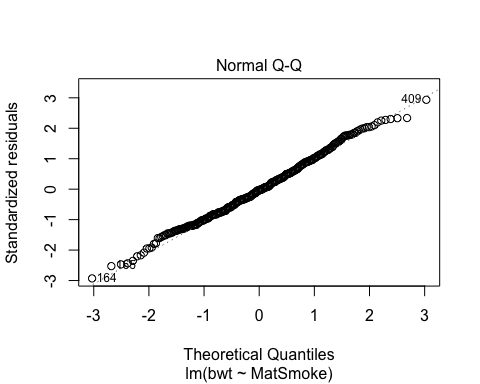 Normal Q-Q
Standardized residuals
3
2
1
0
-1
-2
-3
409
164
-3 -2 -1 0 1 2 3
Theoretical Quantiles
lm(bwt ~ MatSmoke)